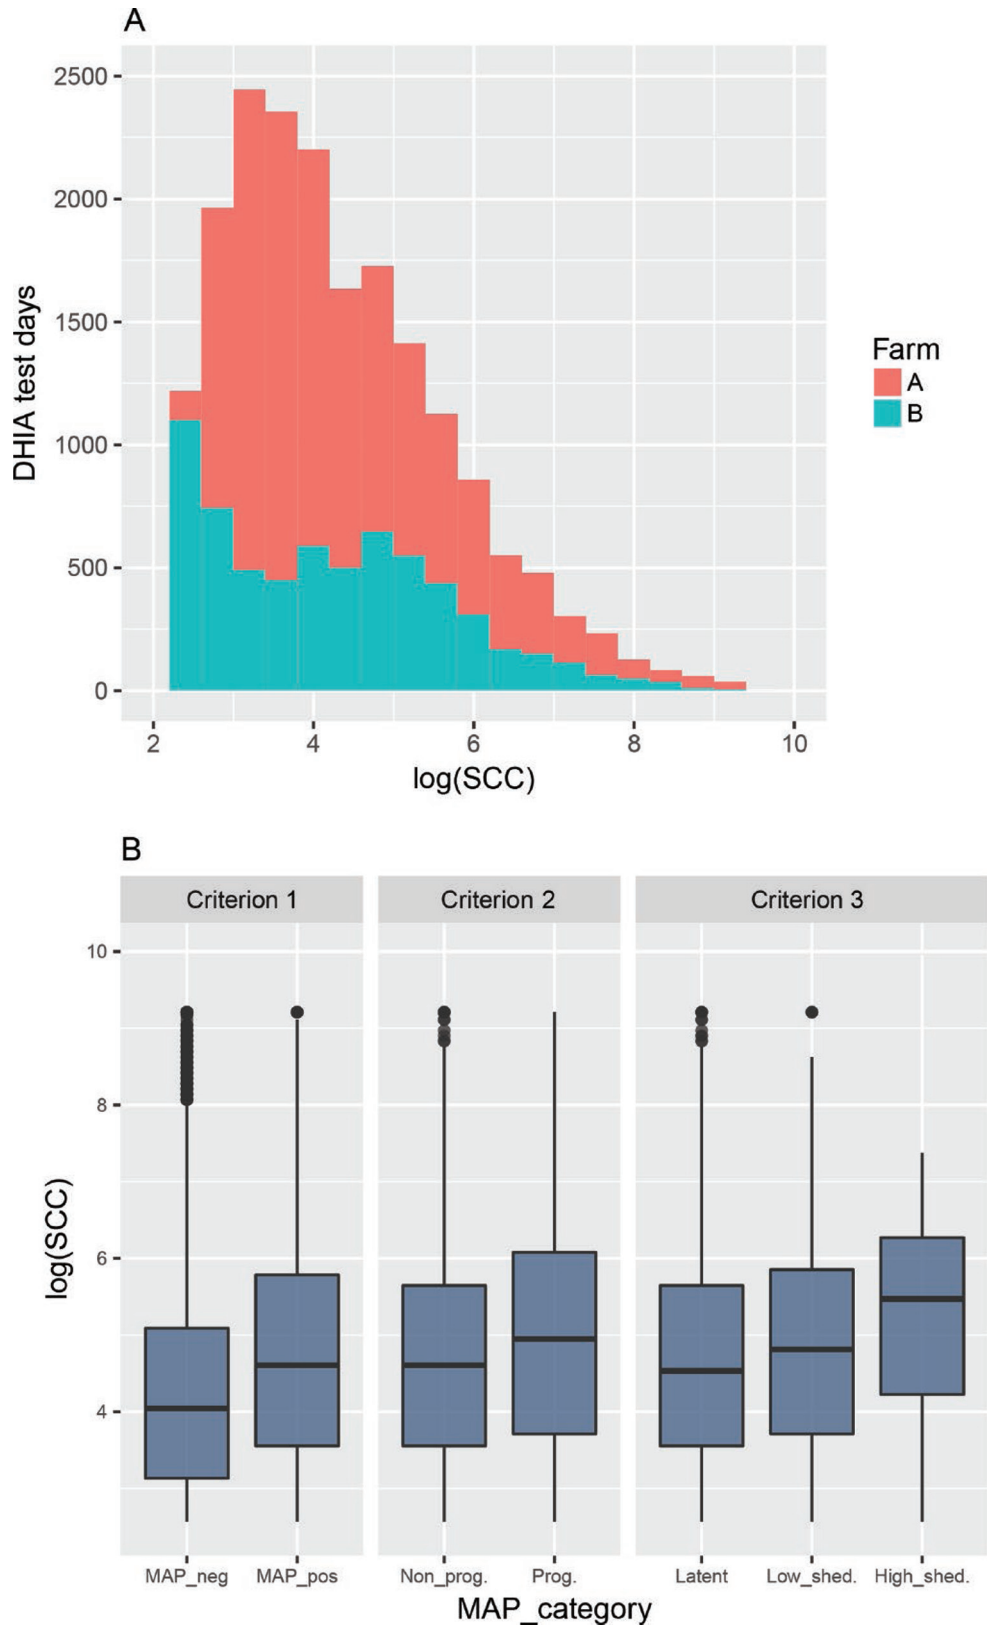 A
2500
2000
1500
1000
500
0
DHIA test days
2 4 6 8 10
log(SCC)
Farm
A
B
B
Criterion 1 Criterion 2 Criterion 3
10
8
6
4
log(SCC)
MAP_neg MAP_pos Non_prog. Prog. Latent Low_shed. High_shed.
MAP_category